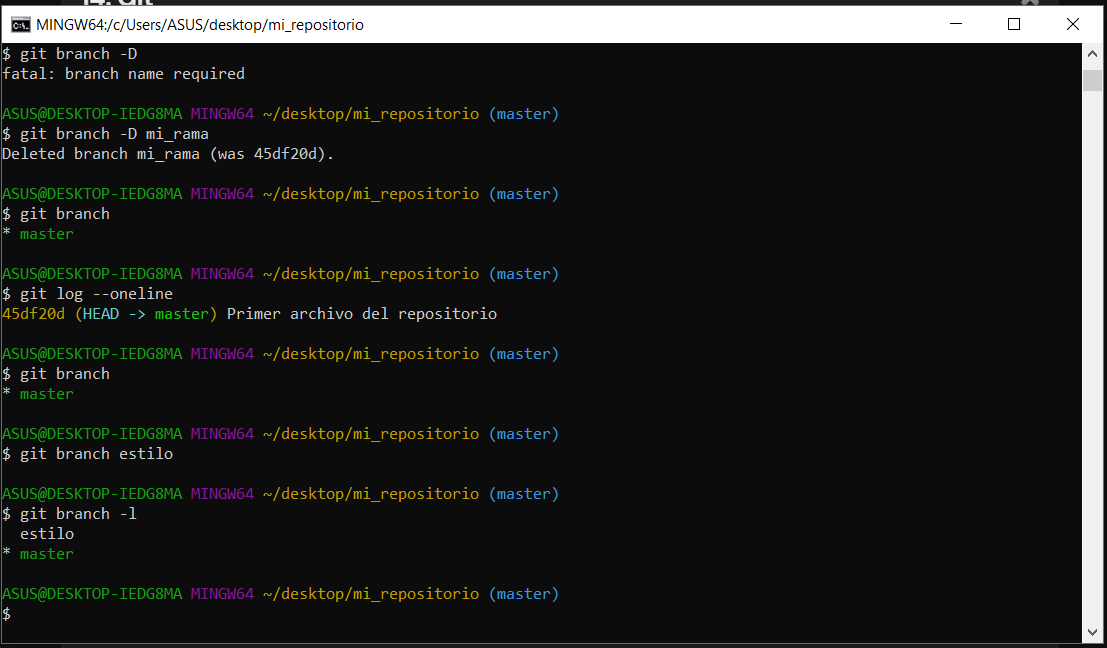 MINGW64:/c/Users/ASUS/desktop/mi_repositorio
$ git branch -D
fatal: branch name required
ASUS@DESKTOP-IEDG8MA MINGW64 ~/desktop/mi_repositorio (master)
$ git branch -D mi_rama
Deleted branch mi_rama (was 45df20d).
ASUS@DESKTOP-IEDG8MA MINGW64 ~/desktop/mi_repositorio (master)
$ git branch
* master
ASUS@DESKTOP-IEDG8MA MINGW64 ~/desktop/mi_repositorio (master)
$ git log --oneline
45df20d (HEAD -> master) Primer archivo del repositorio
ASUS@DESKTOP-IEDG8MA MINGW64 ~/desktop/mi_repositorio (master)
$ git branch
* master
ASUS@DESKTOP-IEDG8MA MINGW64 ~/desktop/mi_repositorio (master)
$ git branch estilo
ASUS@DESKTOP-IEDG8MA MINGW64 ~/desktop/mi_repositorio (master)
$ git branch -l
estilo
* master
ASUS@DESKTOP-IEDG8MA MINGW64 ~/desktop/mi_repositorio (master)
$